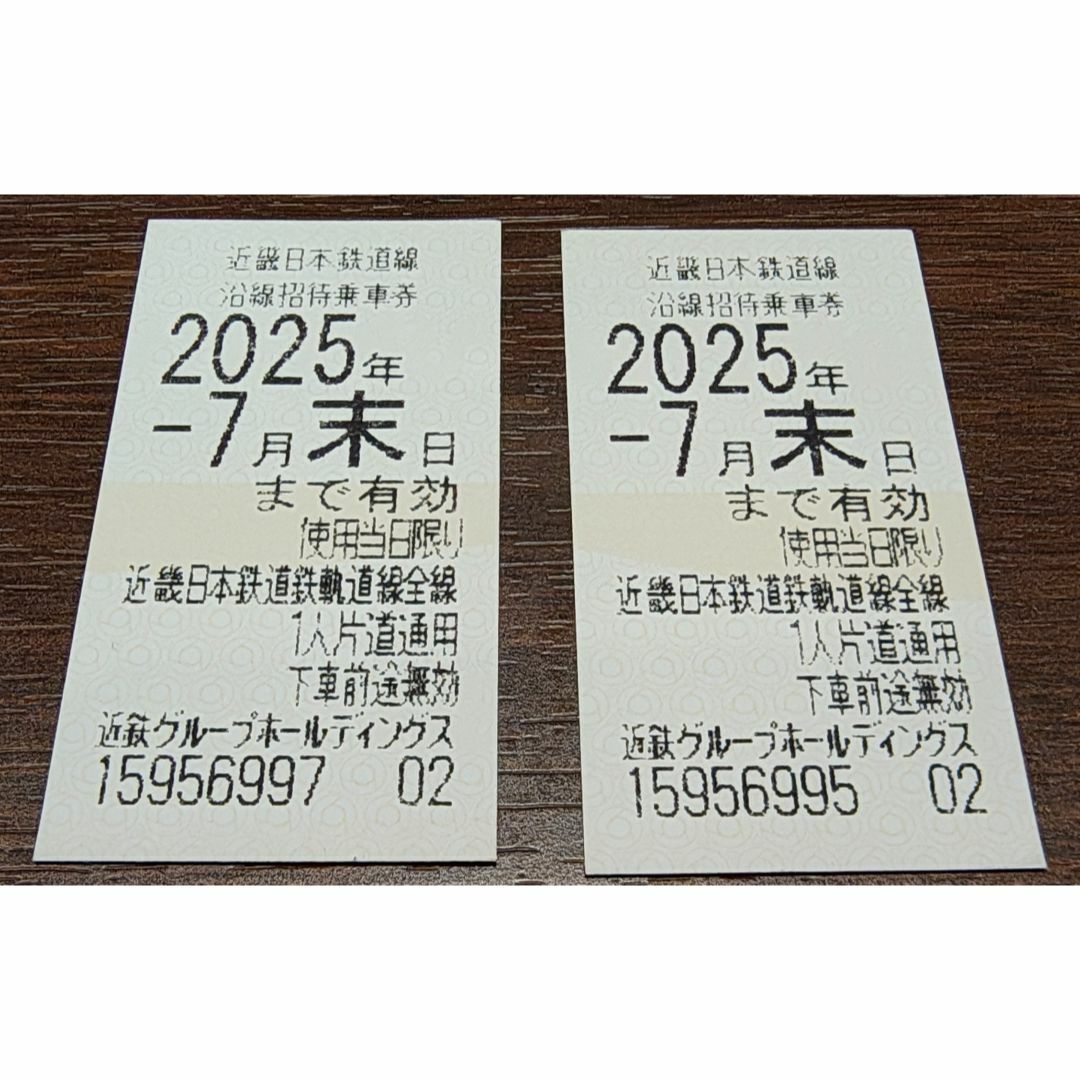 近畿日本鉄道線
沿線招待乗車券
2025年
-7月末日
まで有効
使用当日限り
近畿日本鉄道鉄軌道線全線
1人片道通用
下車前途無効
近鉄グループホールディングス
15956997 02
近畿日本鉄道線
沿線招待乗車券
2025年
-7月末日
まで有効
使用当日限り
近畿日本鉄道鉄軌道線全線
1人片道通用
下車前途無効
近鉄グループホールディングス
15956995 02